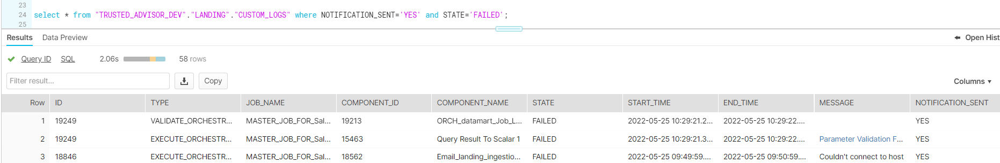 23
24 select * from "TRUSTED_ADVISOR_DEV"."LANDING"."CUSTOM_LOGS" where NOTIFICATION_SENT='YES' and STATE='FAILED';
25
Results Data Preview Open Hist
Query ID SQL 2.06s 58 rows
Filter result... Copy Columns
Row ID TYPE JOB_NAME COMPONENT_ID COMPONENT_NAME STATE START_TIME END_TIME MESSAGE NOTIFICATION_SENT
1 19249 VALIDATE_ORCHESTR... MASTER_JOB_FOR_Sal... 19213 ORCH_datamart_Job_L... FAILED 2022-05-25 10:29:21.2... 2022-05-25 10:29:22.... YES
2 19249 EXECUTE_ORCHESTR... MASTER_JOB_FOR_Sal... 15463 Query Result To Scalar 1 FAILED 2022-05-25 10:29:21.3... 2022-05-25 10:29:22.... Parameter Validation F... YES
3 18846 EXECUTE_ORCHESTR... MASTER_JOB_FOR_Sal... 18562 Email_landing_ingestio... FAILED 2022-05-25 09:49:59.... 2022-05-25 09:50:59.... Couldn't connect to host YES